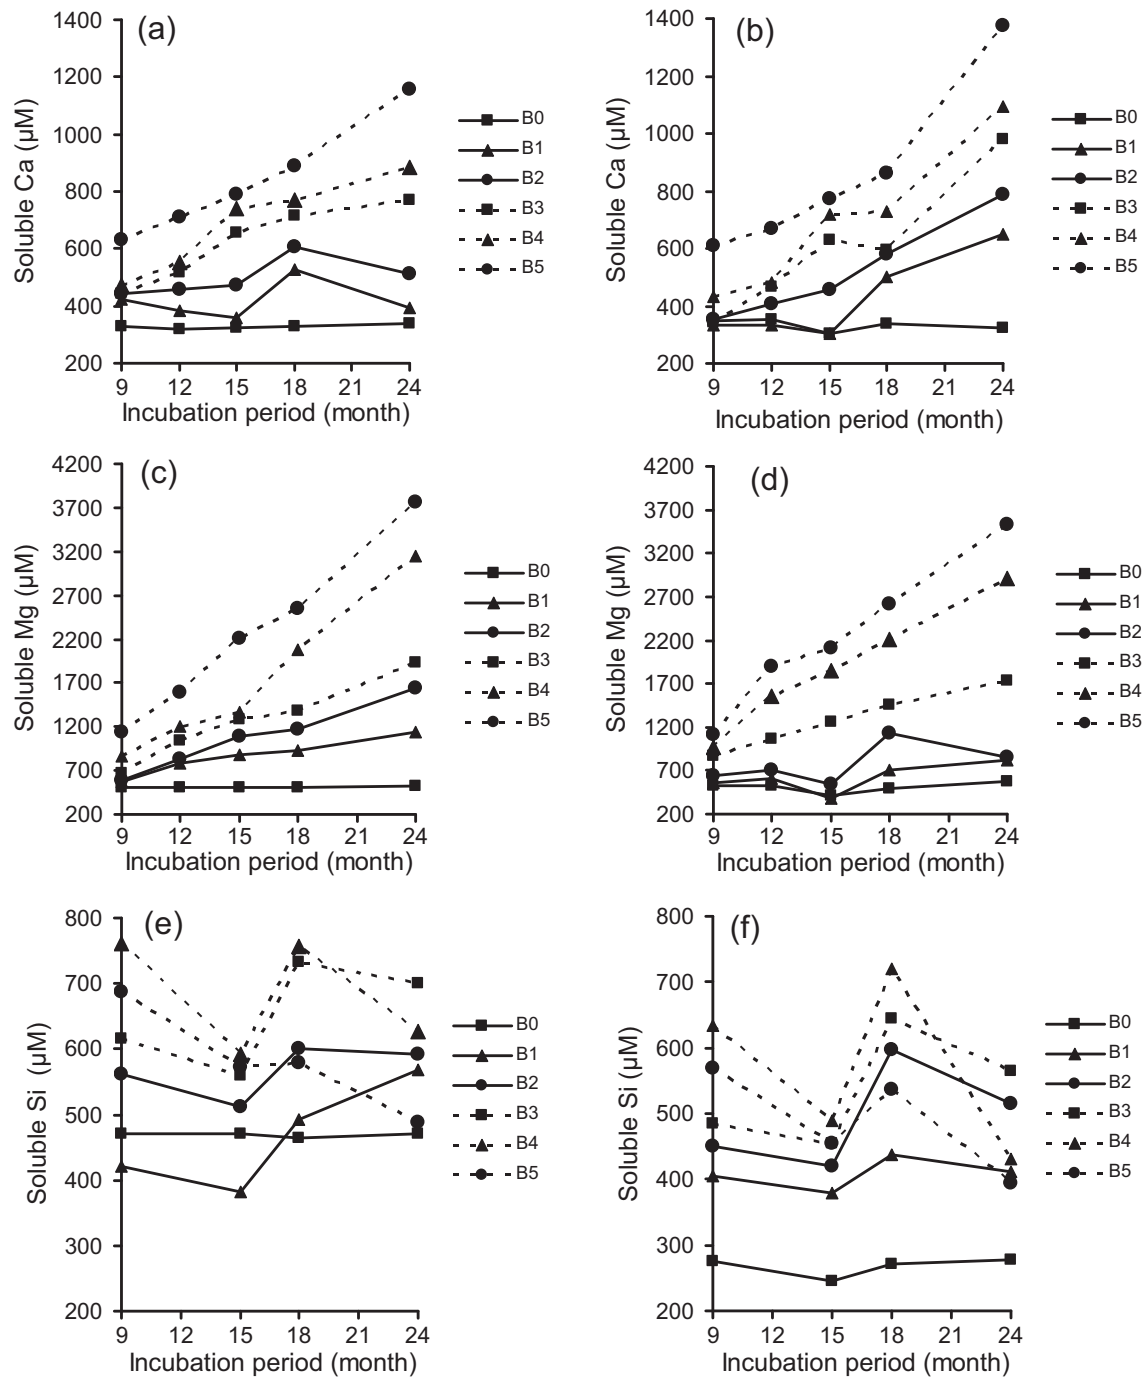 (a)
Soluble Ca (µM)
1400
1200
1000
800
600
400
200
9 12 15 18 21 24
Incubation period (month)
B0
B1
B2
B3
B4
B5
(b)
Soluble Ca (µM)
1400
1200
1000
800
600
400
200
9 12 15 18 21 24
Incubation period (month)
B0
B1
B2
B3
B4
B5
(c)
Soluble Mg (µM)
4200
3700
3200
2700
2200
1700
1200
700
200
9 12 15 18 21 24
Incubation period (month)
B0
B1
B2
B3
B4
B5
(d)
Soluble Mg (µM)
4200
3700
3200
2700
2200
1700
1200
700
200
9 12 15 18 21 24
Incubation period (month)
B0
B1
B2
B3
B4
B5
(e)
Soluble Si (µM)
800
700
600
500
400
300
200
9 12 15 18 21 24
Incubation period (month)
B0
B1
B2
B3
B4
B5
(f)
Soluble Si (µM)
800
700
600
500
400
300
200
9 12 15 18 21 24
Incubation period (month)
B0
B1
B2
B3
B4
B5